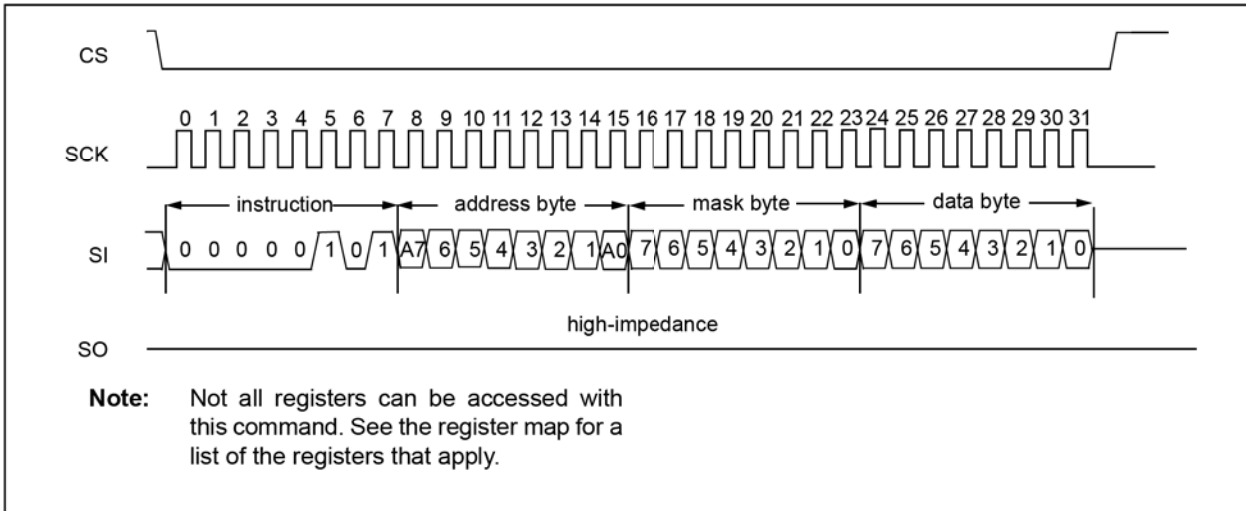 CS
0 1 2 3 4 5 6 7 8 9 10 11 12 13 14 15 16 17 18 19 20 21 22 23 24 25 26 27 28 29 30 31
SCK
instruction address byte mask byte data byte
SI 0 0 0 0 0 1 0 1 A7 6 5 4 3 2 1 A0 7 6 5 4 3 2 1 0 7 6 5 4 3 2 1 0
high-impedance
SO
Note: Not all registers can be accessed with
this command. See the register map for a
list of the registers that apply.